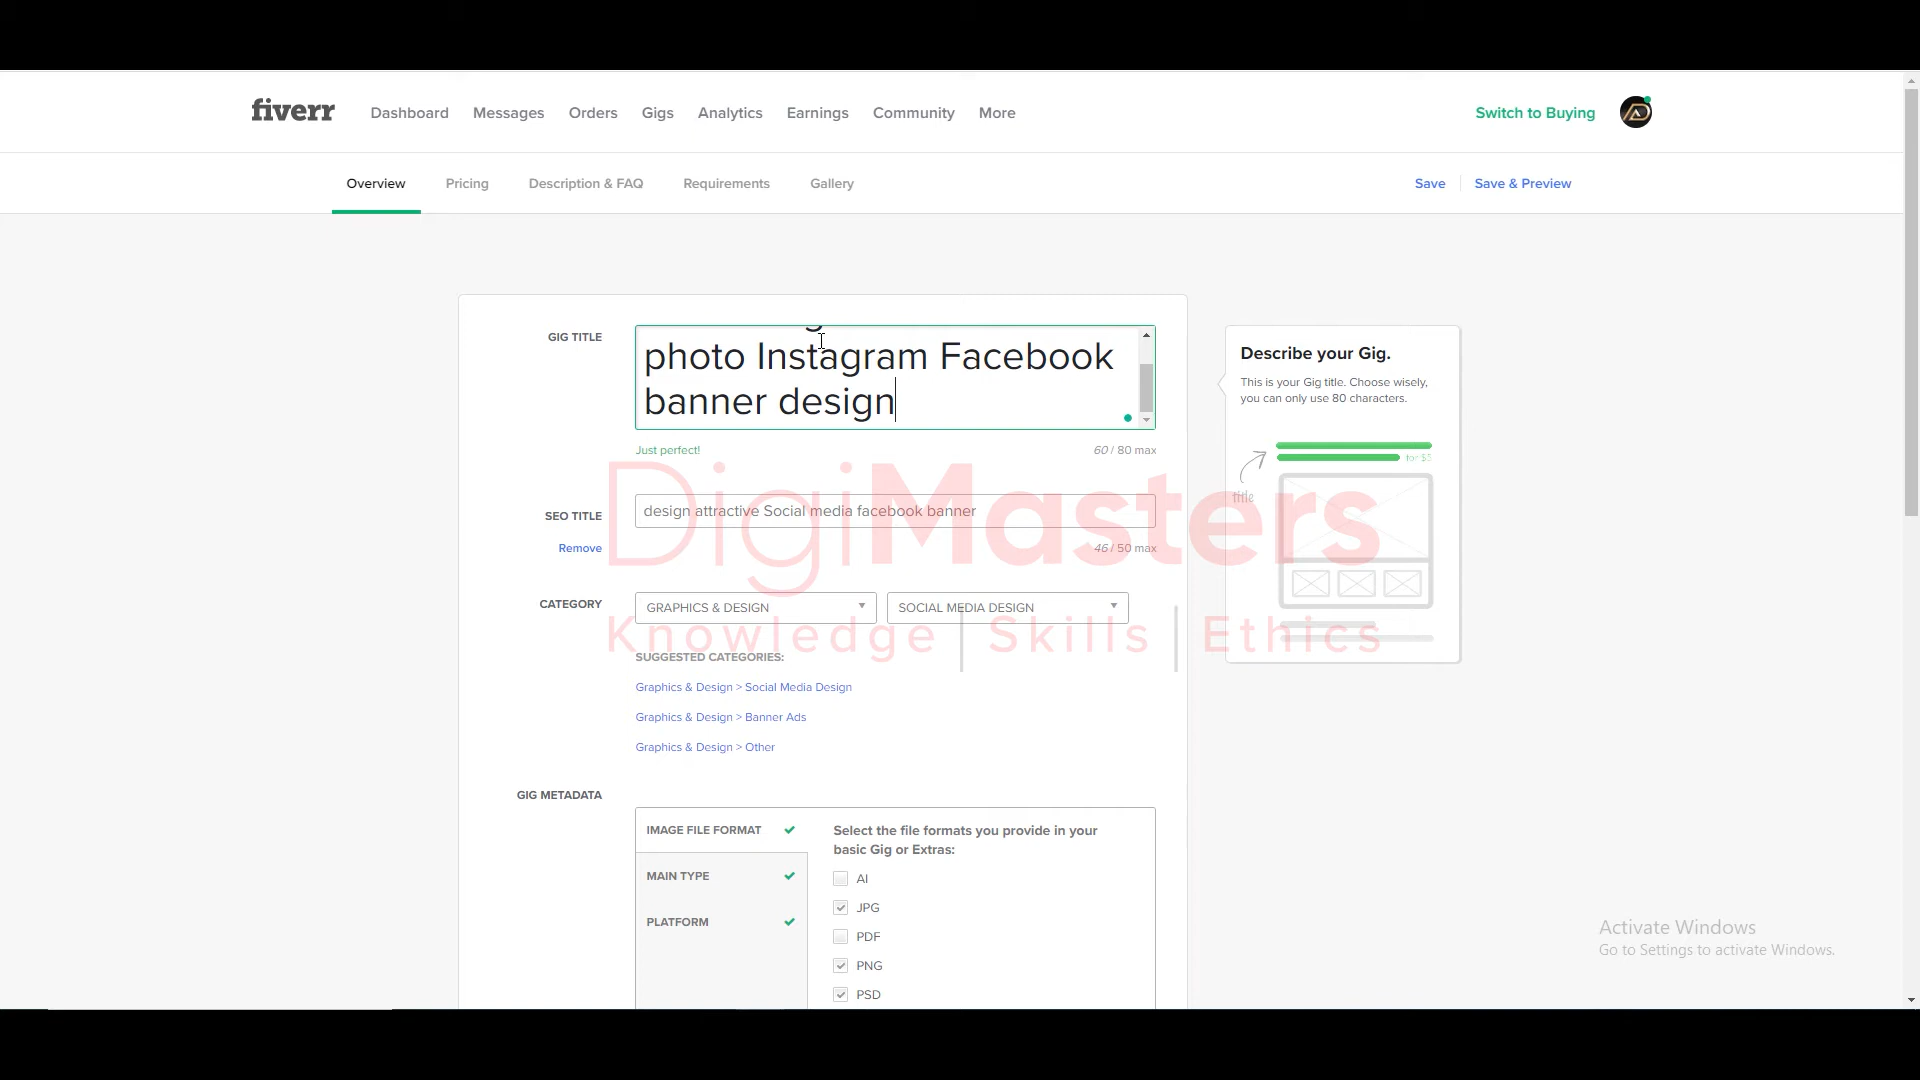 fiverr
Dashboard Messages Orders Gigs Analytics Earnings Community More
Switch to Buying
Overview Pricing Description & FAQ Requirements Gallery
Save Save & Preview
GIG TITLE
photo Instagram Facebook
banner design
Just perfect!
60 / 80 max
SEO TITLE
design attractive Social media facebook banner
Remove
46 / 50 max
CATEGORY
GRAPHICS & DESIGN
SOCIAL MEDIA DESIGN
SUGGESTED CATEGORIES:
Graphics & Design > Social Media Design
Graphics & Design > Banner Ads
Graphics & Design > Other
GIG METADATA
IMAGE FILE FORMAT
MAIN TYPE
PLATFORM
Select the file formats you provide in your
basic Gig or Extras:
AI
JPG
PDF
PNG
PSD
Describe your Gig.
This is your Gig title. Choose wisely,
you can only use 80 characters.
for $5
title
DigiMasters
Knowledge | Skills | Ethics
Activate Windows
Go to Settings to activate Windows.